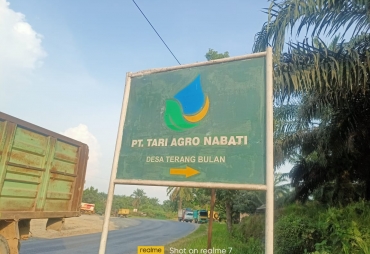 PT. TARI AGRO NABATI
DESA TERANG BULAN
realme Shot on realme 7